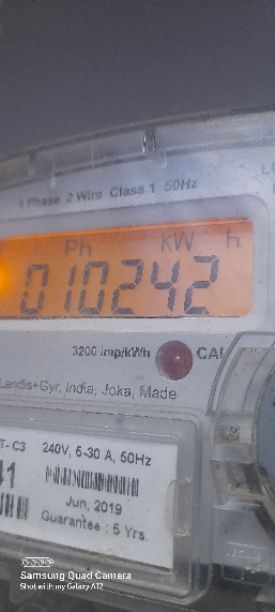 1 Phase 2 Wire Class 1 50Hz
Ph kW h
010242
3200 imp/kWh CAL
Landis+Gyr, India, Joka, Made
T-C3 240V, 5-30 A, 50Hz
41
Jun, 2019
Guarantee : 5 Yrs
Samsung Quad Camera
Shot with my Galaxy A12